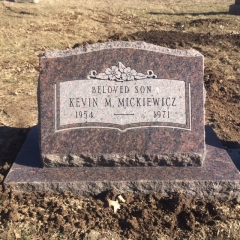 BELOVED SON
KEVIN M. MICKIEWICZ
1954 — 1971